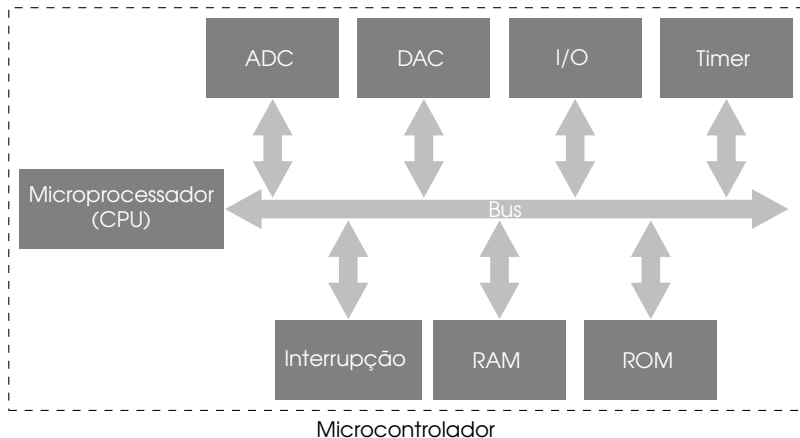 ADC
DAC
I/O
Timer
Microprocessador
(CPU)
Bus
Interrupção
RAM
ROM
Microcontrolador